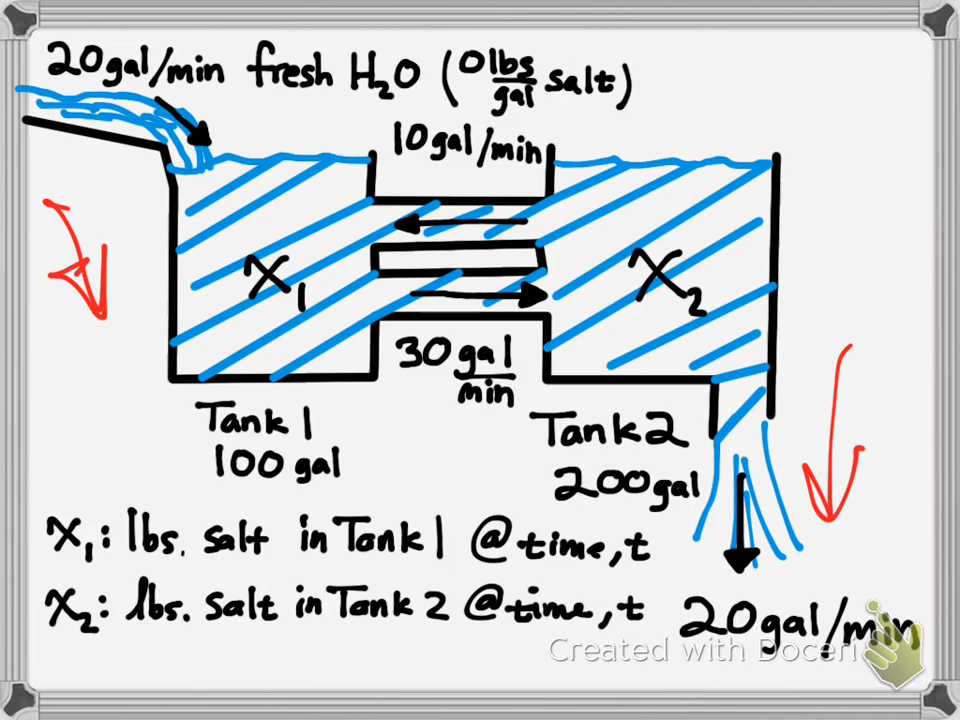 20gal/min fresh H₂O (0 lbs/gal salt)
10gal/min
X₁
X₂
30 gal/min
Tank 1
100 gal
Tank 2
200 gal
X₁: lbs. salt in Tank 1 @ time, t
X₂: lbs. salt in Tank 2 @ time, t
20gal/min
Created with Doceri